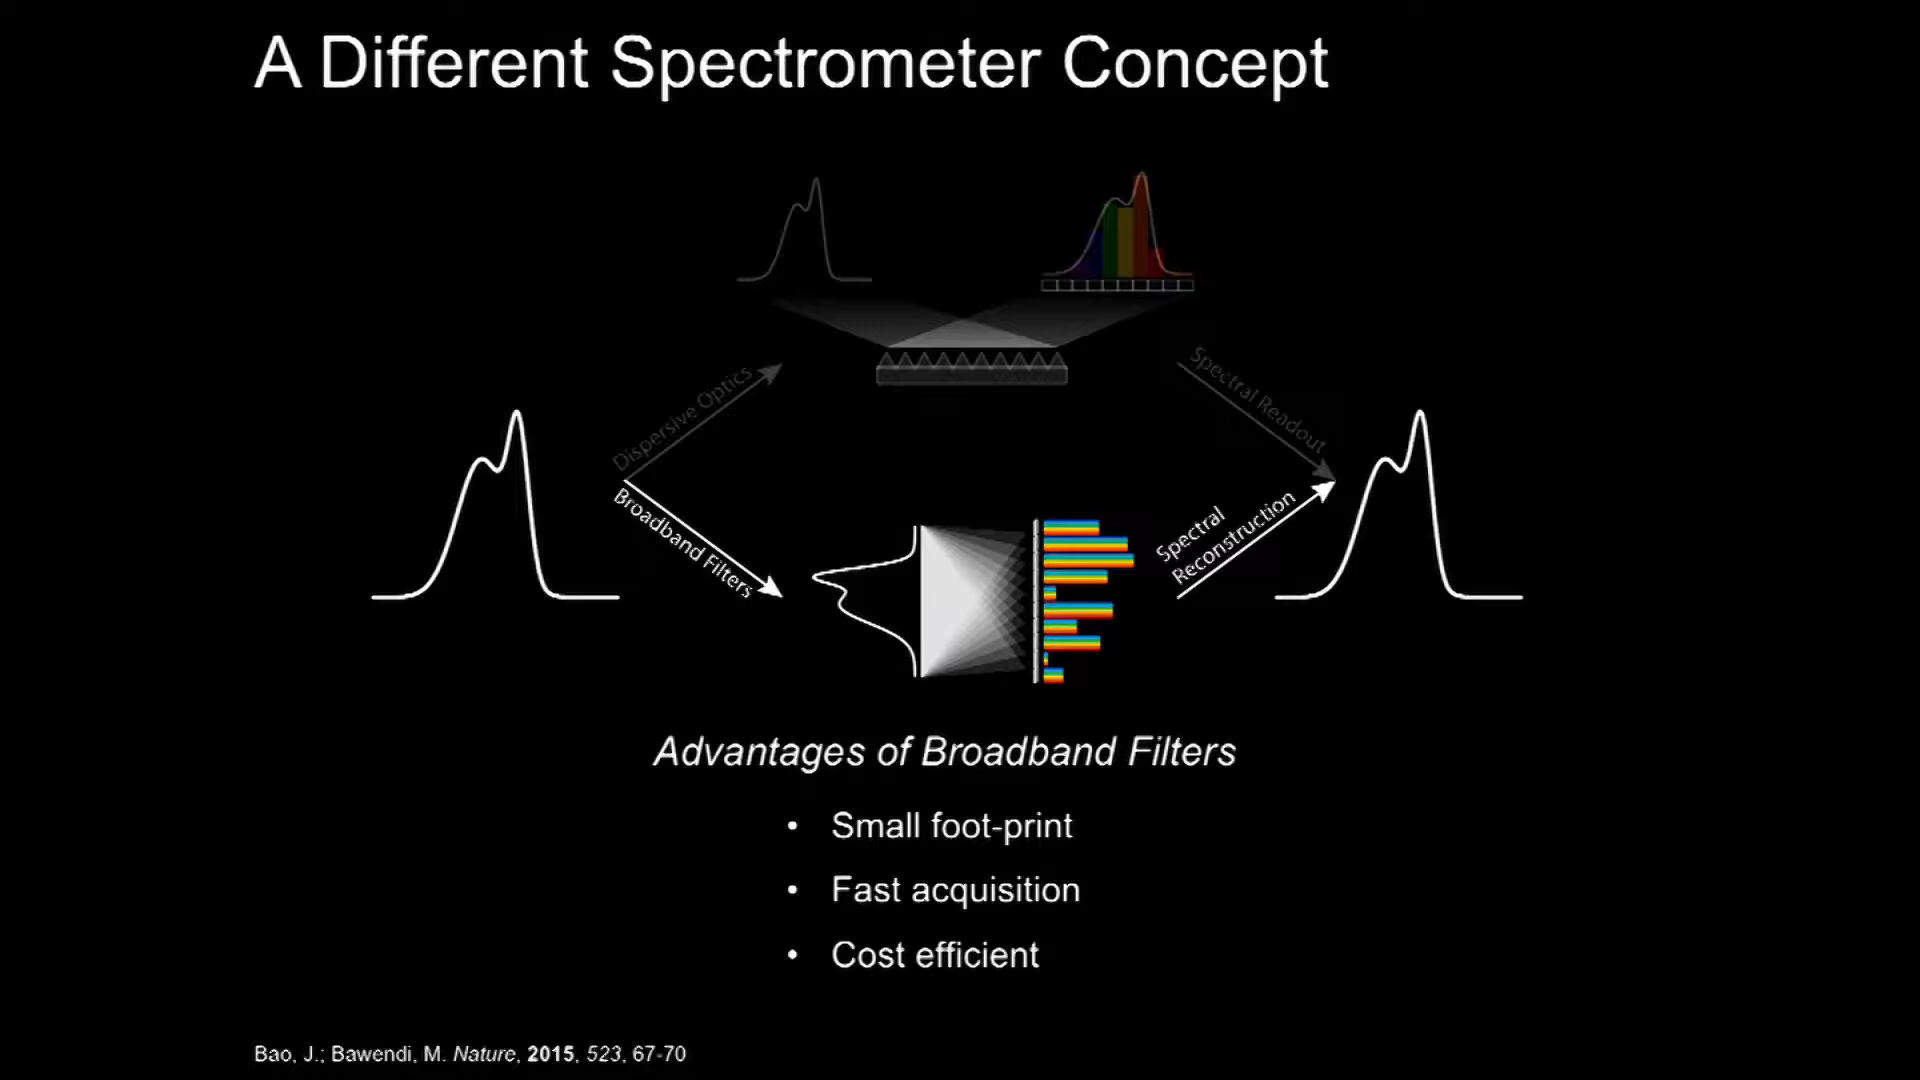 A Different Spectrometer Concept
Dispersive Optics
Spectral Readout
Broadband Filters
Spectral
Reconstruction
Advantages of Broadband Filters
• Small foot-print
• Fast acquisition
• Cost efficient
Bao, J.; Bawendi, M. Nature, 2015, 523, 67-70